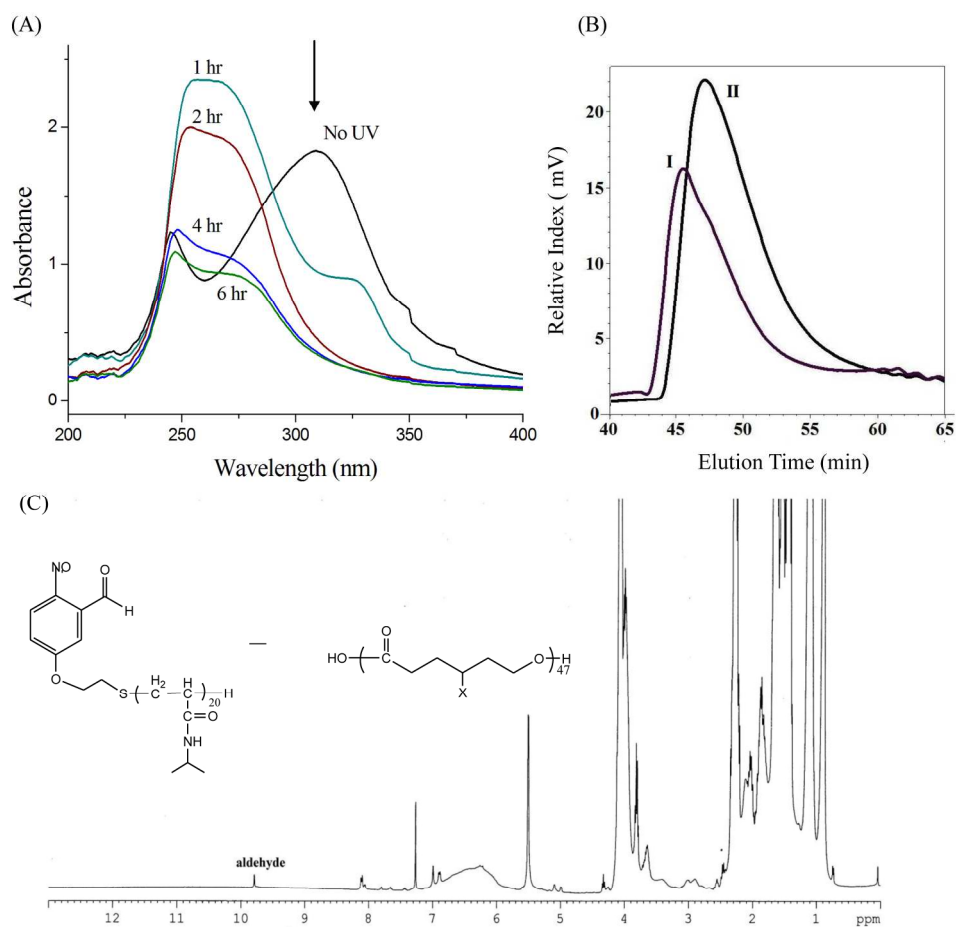 (A)
1 hr
2 hr
No UV
4 hr
6 hr
2
1
0
Absorbance
200
250
300
350
400
Wavelength (nm)
(B)
I
II
20
15
10
5
0
Relative Index ( mV)
40
45
50
55
60
65
Elution Time (min)
(C)
NO
O
H
O
S
C
H2
H
C
20
H
C=O
NH
—
HO
O
X
O
H
47
aldehyde
12
11
10
9
8
7
6
5
4
3
2
1
ppm